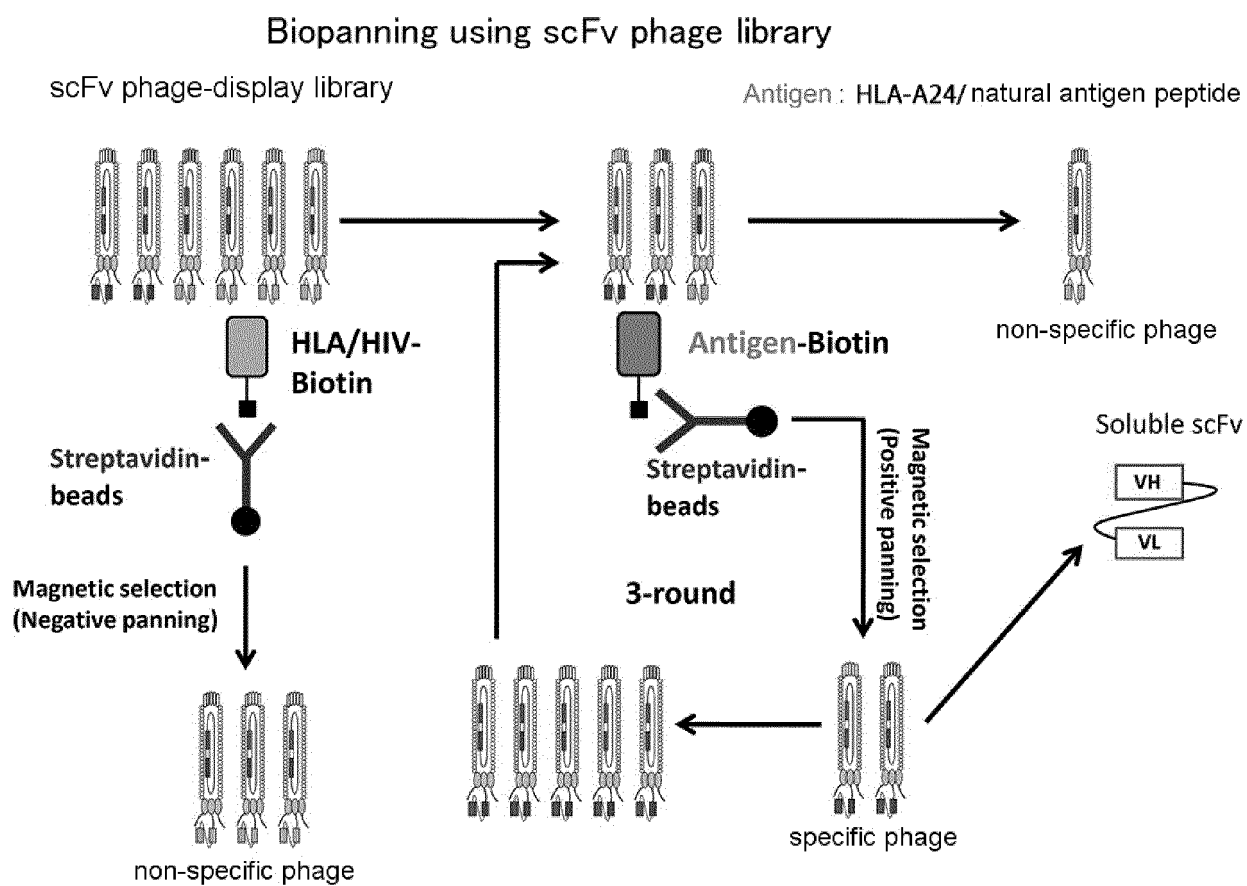 Biopanning using scFv phage library
scFv phage-display library
Antigen : HLA-A24/ natural antigen peptide
HLA/HIV-
Biotin
Antigen-Biotin
non-specific phage
Streptavidin-
beads
Streptavidin-
beads
Magnetic selection
(Positive panning)
Soluble scFv
VH
VL
Magnetic selection
(Negative panning)
3-round
non-specific phage
specific phage